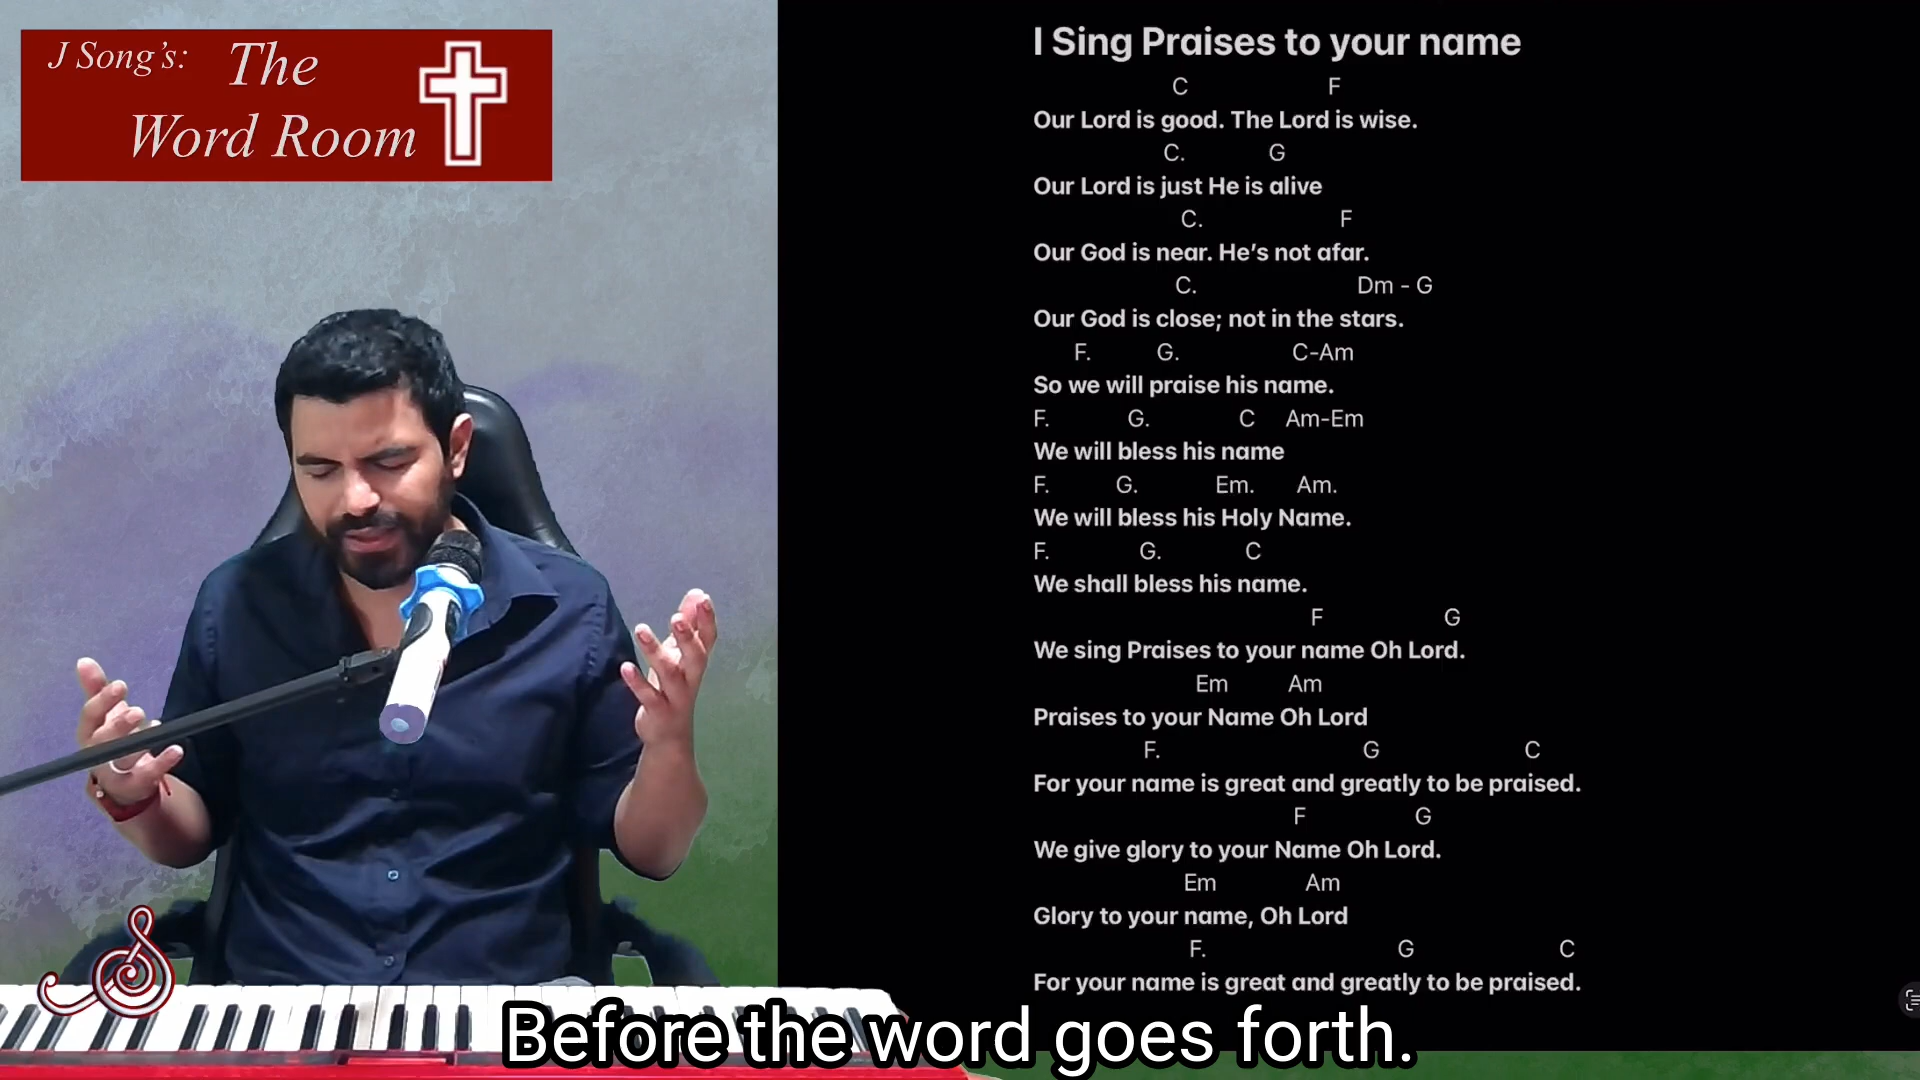 J Song's: The
Word Room
I Sing Praises to your name
C F
Our Lord is good. The Lord is wise.
C. G
Our Lord is just He is alive
C. F
Our God is near. He's not afar.
C. Dm - G
Our God is close; not in the stars.
F. G. C-Am
So we will praise his name.
F. G. C Am-Em
We will bless his name
F. G. Em. Am.
We will bless his Holy Name.
F. G. C
We shall bless his name.
F G
We sing Praises to your name Oh Lord.
Em Am
Praises to your Name Oh Lord
F. G C
For your name is great and greatly to be praised.
F G
We give glory to your Name Oh Lord.
Em Am
Glory to your name, Oh Lord
F. G C
For your name is great and greatly to be praised.
Before the word goes forth.